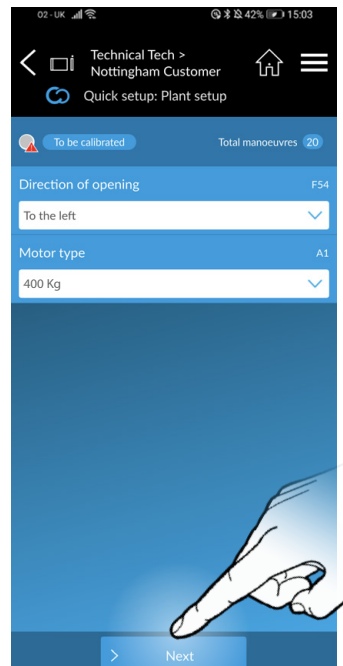 O2-UK 42% 15:03
Technical Tech >
Nottingham Customer
Quick setup: Plant setup
To be calibrated Total manoeuvres 20
Direction of opening F54
To the left
Motor type A1
400 Kg
> Next